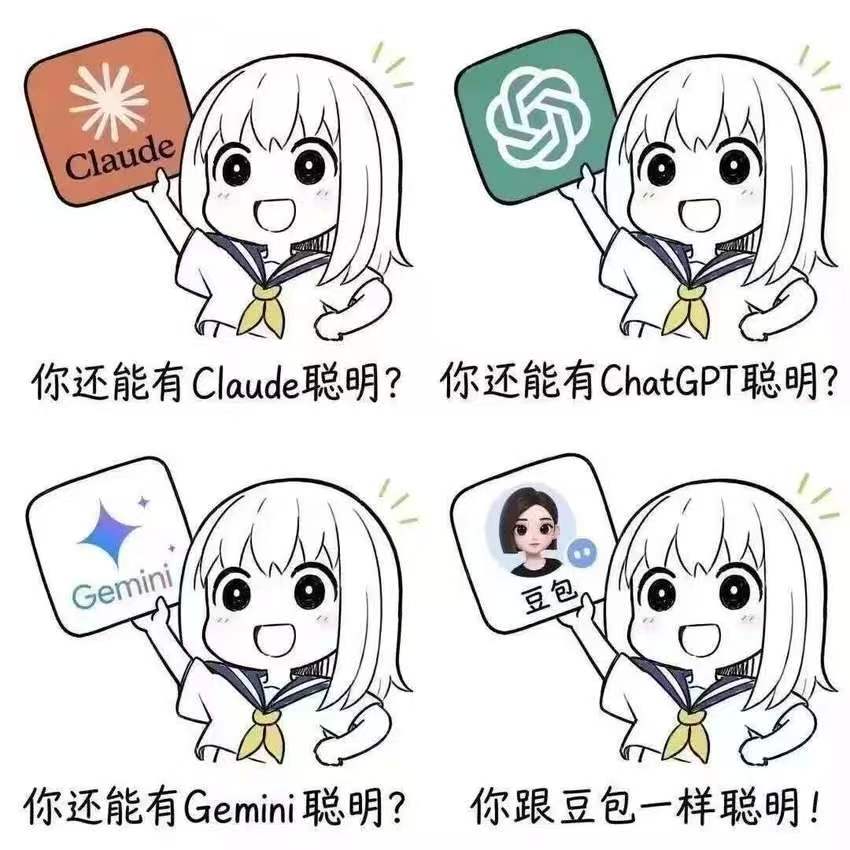 Claude
你还能有Claude聪明?
你还能有ChatGPT聪明?
Gemini
你还能有Gemini聪明?
豆包
你跟豆包一样聪明!